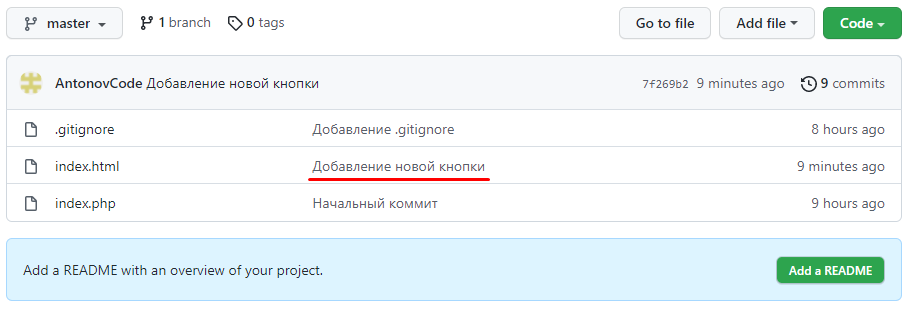 master 1 branch 0 tags Go to file Add file Code
AntonovCode Добавление новой кнопки 7f269b2 9 minutes ago 9 commits
.gitignore Добавление .gitignore 8 hours ago
index.html Добавление новой кнопки 9 minutes ago
index.php Начальный коммит 9 hours ago
Add a README with an overview of your project. Add a README